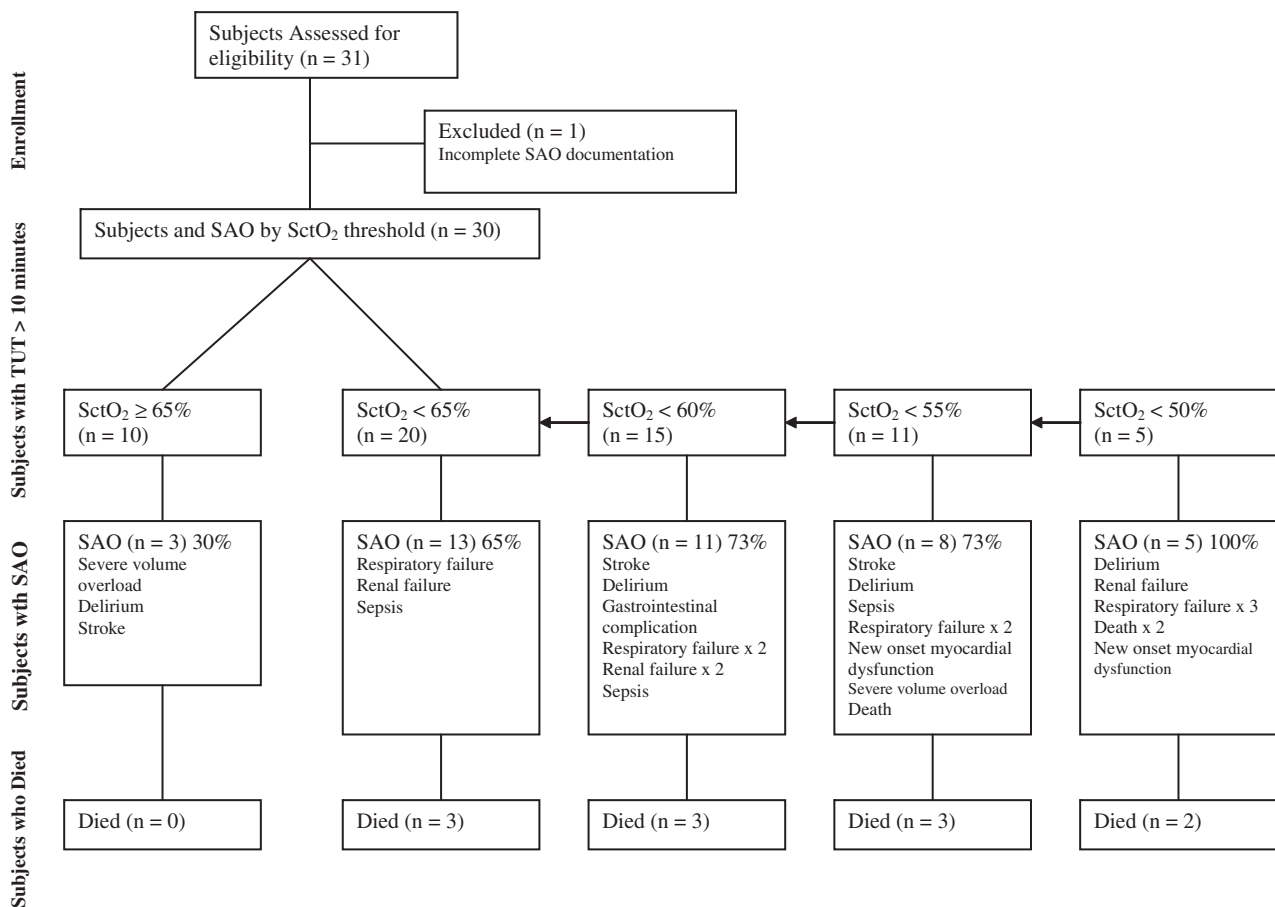 Subjects Assessed for
eligibility (n = 31)
Enrollment
Excluded (n = 1)
Incomplete SAO documentation
Subjects and SAO by SctO₂ threshold (n = 30)
Subjects with TUT > 10 minutes
SctO₂ ≥ 65%
(n = 10)
SctO₂ < 65%
(n = 20)
SctO₂ < 60%
(n = 15)
SctO₂ < 55%
(n = 11)
SctO₂ < 50%
(n = 5)
Subjects wth SAO
SAO (n = 3) 30%
Severe volume
overload
Delirium
Stroke
SAO (n = 13) 65%
Respiratory failure
Renal failure
Sepsis
SAO (n = 11) 73%
Stroke
Delirium
Gastrointestinal
complication
Respiratory failure x 2
Renal failure x 2
Sepsis
SAO (n = 8) 73%
Stroke
Delirium
Sepsis
Respiratory failure x 2
New onset myocardial
dysfunction
Severe volume overload
Death
SAO (n = 5) 100%
Delirium
Renal failure
Respiratory failure x 3
Death x 2
New onset myocardial
dysfunction
Subjects who Died
Died (n = 0)
Died (n = 3)
Died (n = 3)
Died (n = 3)
Died (n = 2)